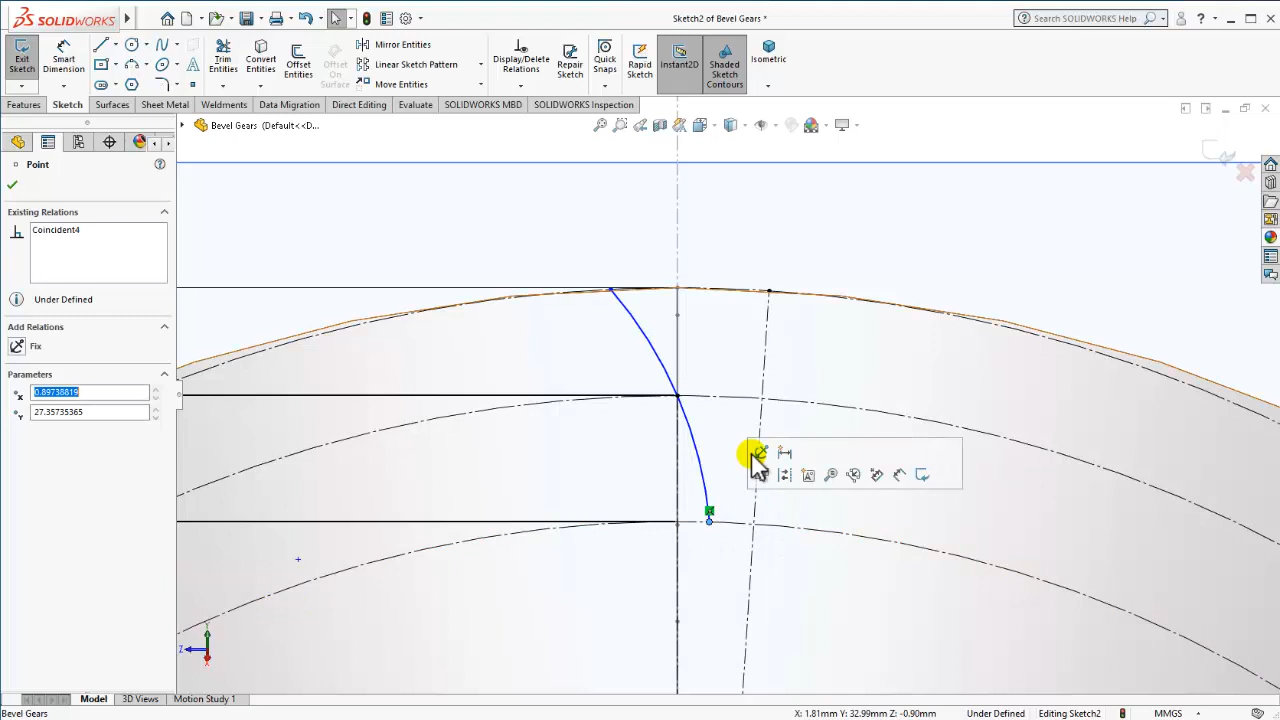 SOLIDWORKS
Sketch2 of Bevel Gears *
Search SOLIDWORKS Help
Exit Sketch
Smart Dimension
Trim Entities
Convert Entities
Offset Entities
Offset On Surface
Mirror Entities
Linear Sketch Pattern
Move Entities
Display/Delete Relations
Repair Sketch
Quick Snaps
Rapid Sketch
Instant2D
Shaded Sketch Contours
Isometric
Features
Sketch
Surfaces
Sheet Metal
Weldments
Data Migration
Direct Editing
Evaluate
SOLIDWORKS MBD
SOLIDWORKS Inspection
Bevel Gears (Default<<D...
Point
Existing Relations
Coincident4
Under Defined
Add Relations
Fix
Parameters
0.89738819
27.35735365
Model
3D Views
Motion Study 1
Bevel Gears
X: 1.81mm Y: 32.99mm Z: -0.90mm
Under Defined
Editing Sketch2
MMGS